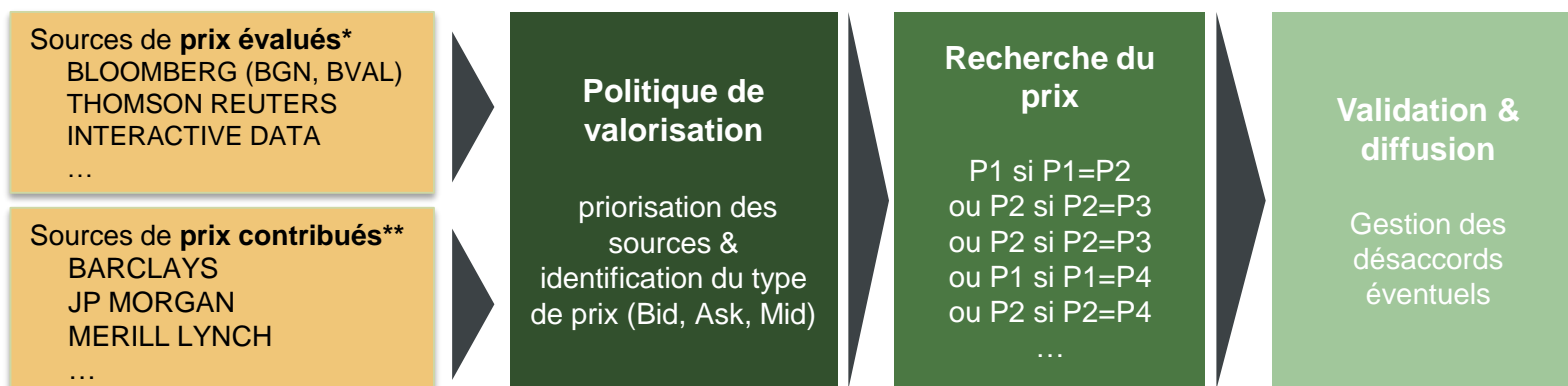 Sources de prix évalués*
BLOOMBERG (BGN, BVAL)
THOMSON REUTERS
INTERACTIVE DATA
…
Sources de prix contribués**
BARCLAYS
JP MORGAN
MERILL LYNCH
…
Politique de
valorisation
priorisation des
sources &
identification du type
de prix (Bid, Ask, Mid)
Recherche du
prix
P1 si P1=P2
ou P2 si P2=P3
ou P2 si P2=P3
ou P1 si P1=P4
ou P2 si P2=P4
…
Validation &
diffusion
Gestion des
désaccords
éventuels